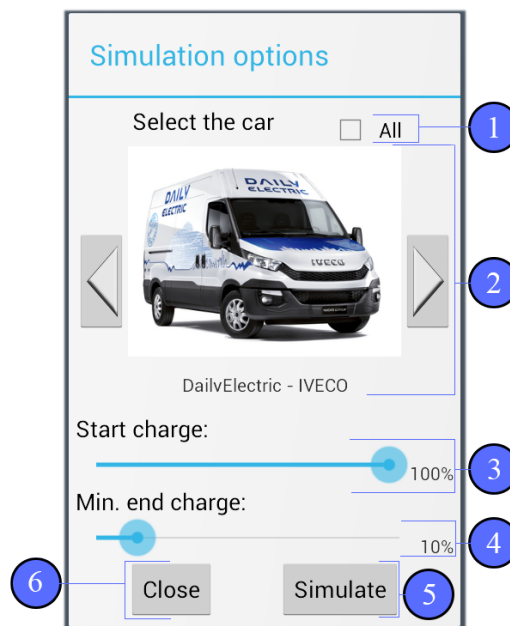 Simulation options
Select the car
All
1
DAILY
ELECTRIC
DAILY
ELECTRIC
IVECO
2
DailvElectric - IVECO
Start charge:
100%
3
Min. end charge:
10%
4
6
Close
Simulate
5